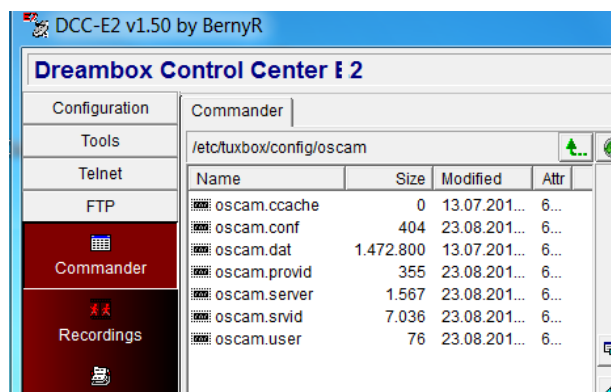 DCC-E2 v1.50 by BernyR
Dreambox Control Center E 2
Configuration
Tools
Telnet
FTP
Commander
Recordings
Commander
/etc/tuxbox/config/oscam
Name Size Modified Attr
oscam.ccache 0 13.07.201... 6...
oscam.conf 404 23.08.201... 6...
oscam.dat 1.472.800 13.07.201... 6...
oscam.provid 355 23.08.201... 6...
oscam.server 1.567 23.08.201... 6...
oscam.srvid 7.036 23.08.201... 6...
oscam.user 76 23.08.201... 6...